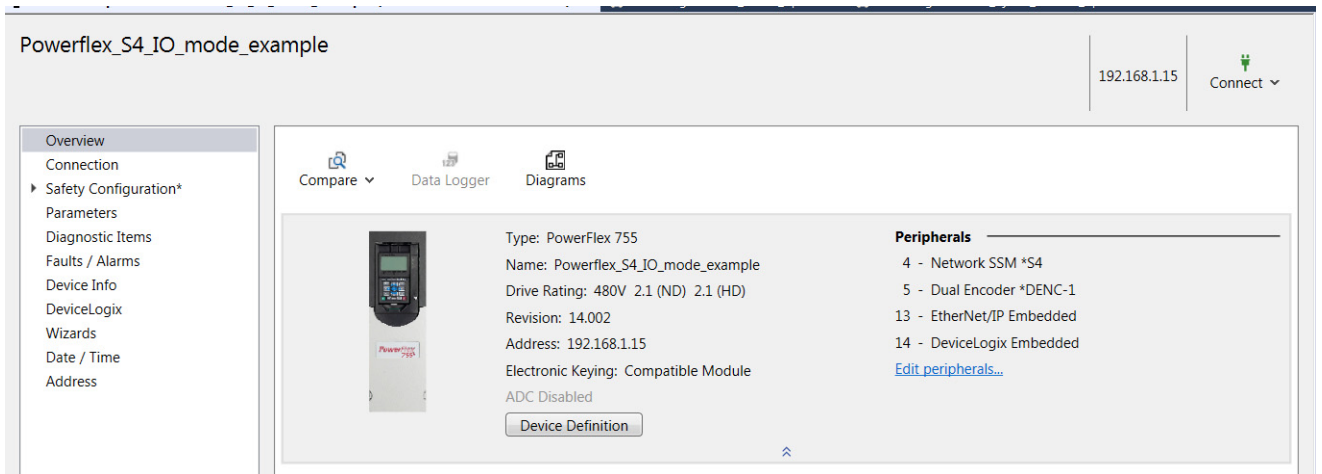 Powerflex_S4_IO_mode_example
192.168.1.15
Connect
Overview
Connection
Safety Configuration*
Parameters
Diagnostic Items
Faults / Alarms
Device Info
DeviceLogix
Wizards
Date / Time
Address
Compare
Data Logger
Diagrams
PowerFlex
755
Type: PowerFlex 755
Name: Powerflex_S4_IO_mode_example
Drive Rating: 480V 2.1 (ND) 2.1 (HD)
Revision: 14.002
Address: 192.168.1.15
Electronic Keying: Compatible Module
ADC Disabled
Device Definition
Peripherals
4 - Network SSM *S4
5 - Dual Encoder *DENC-1
13 - EtherNet/IP Embedded
14 - DeviceLogix Embedded
Edit peripherals...